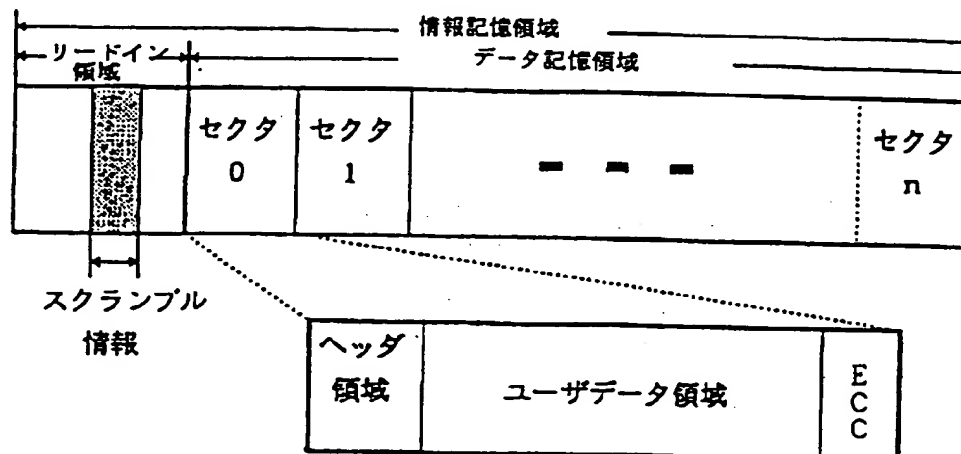 情報記憶領域
リードイン
領域
データ記憶領域
セクタ
0
セクタ
1
セクタ
n
スクランブル
情報
ヘッダ
領域
ユーザデータ領域
E
C
C